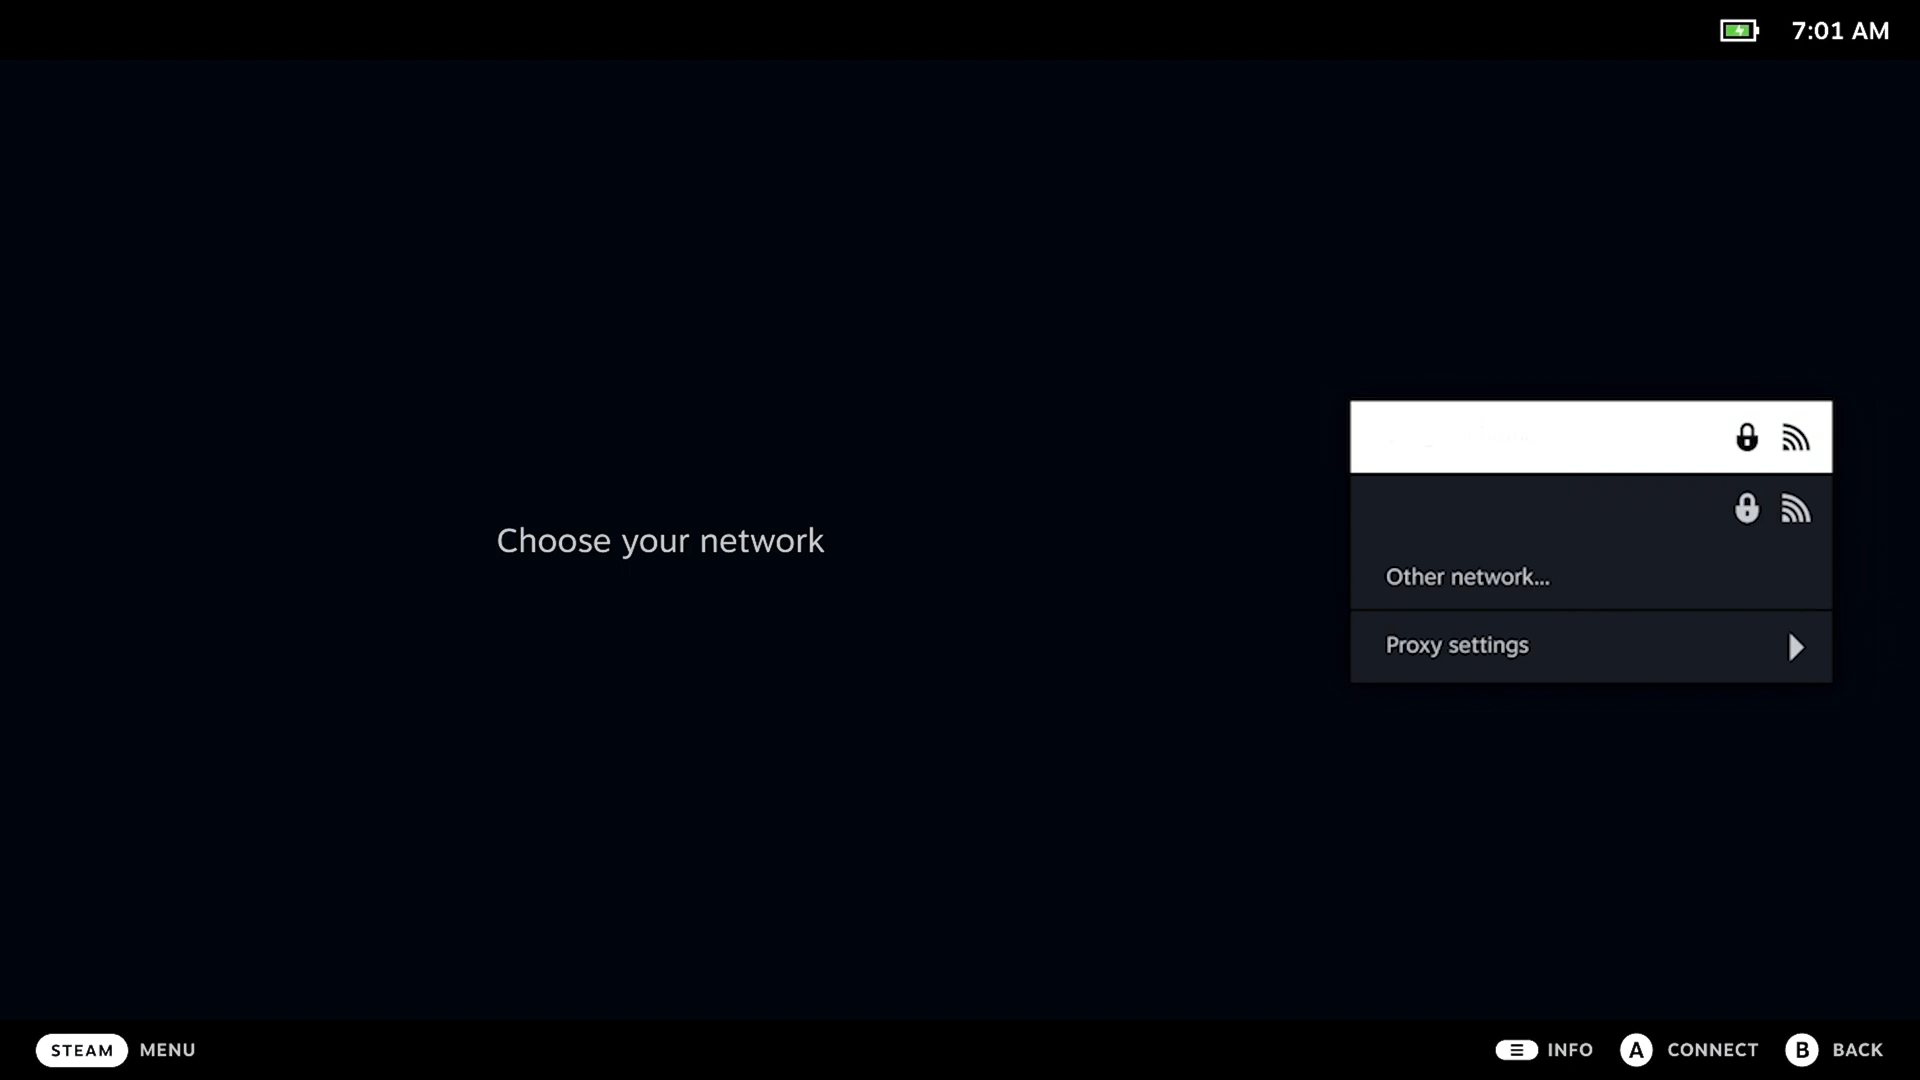 7:01 AM
Choose your network
Other network...
Proxy settings
STEAM MENU
INFO A CONNECT B BACK